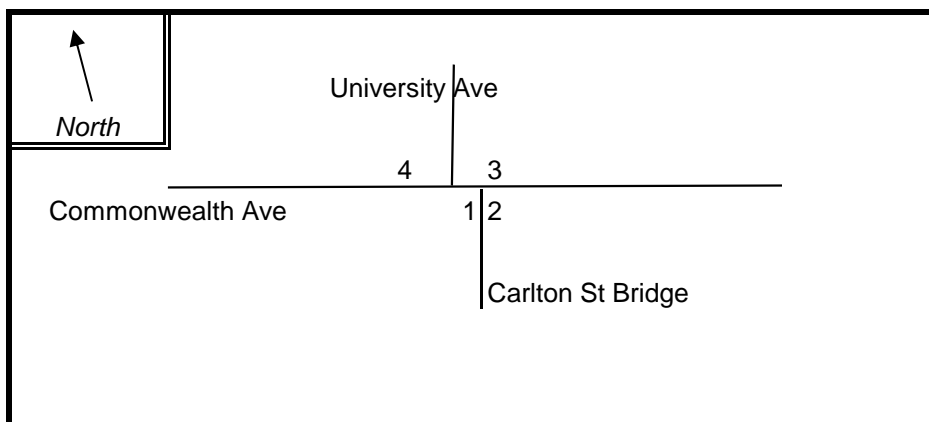 University Ave
North
4 3
Commonwealth Ave 1 2
Carlton St Bridge